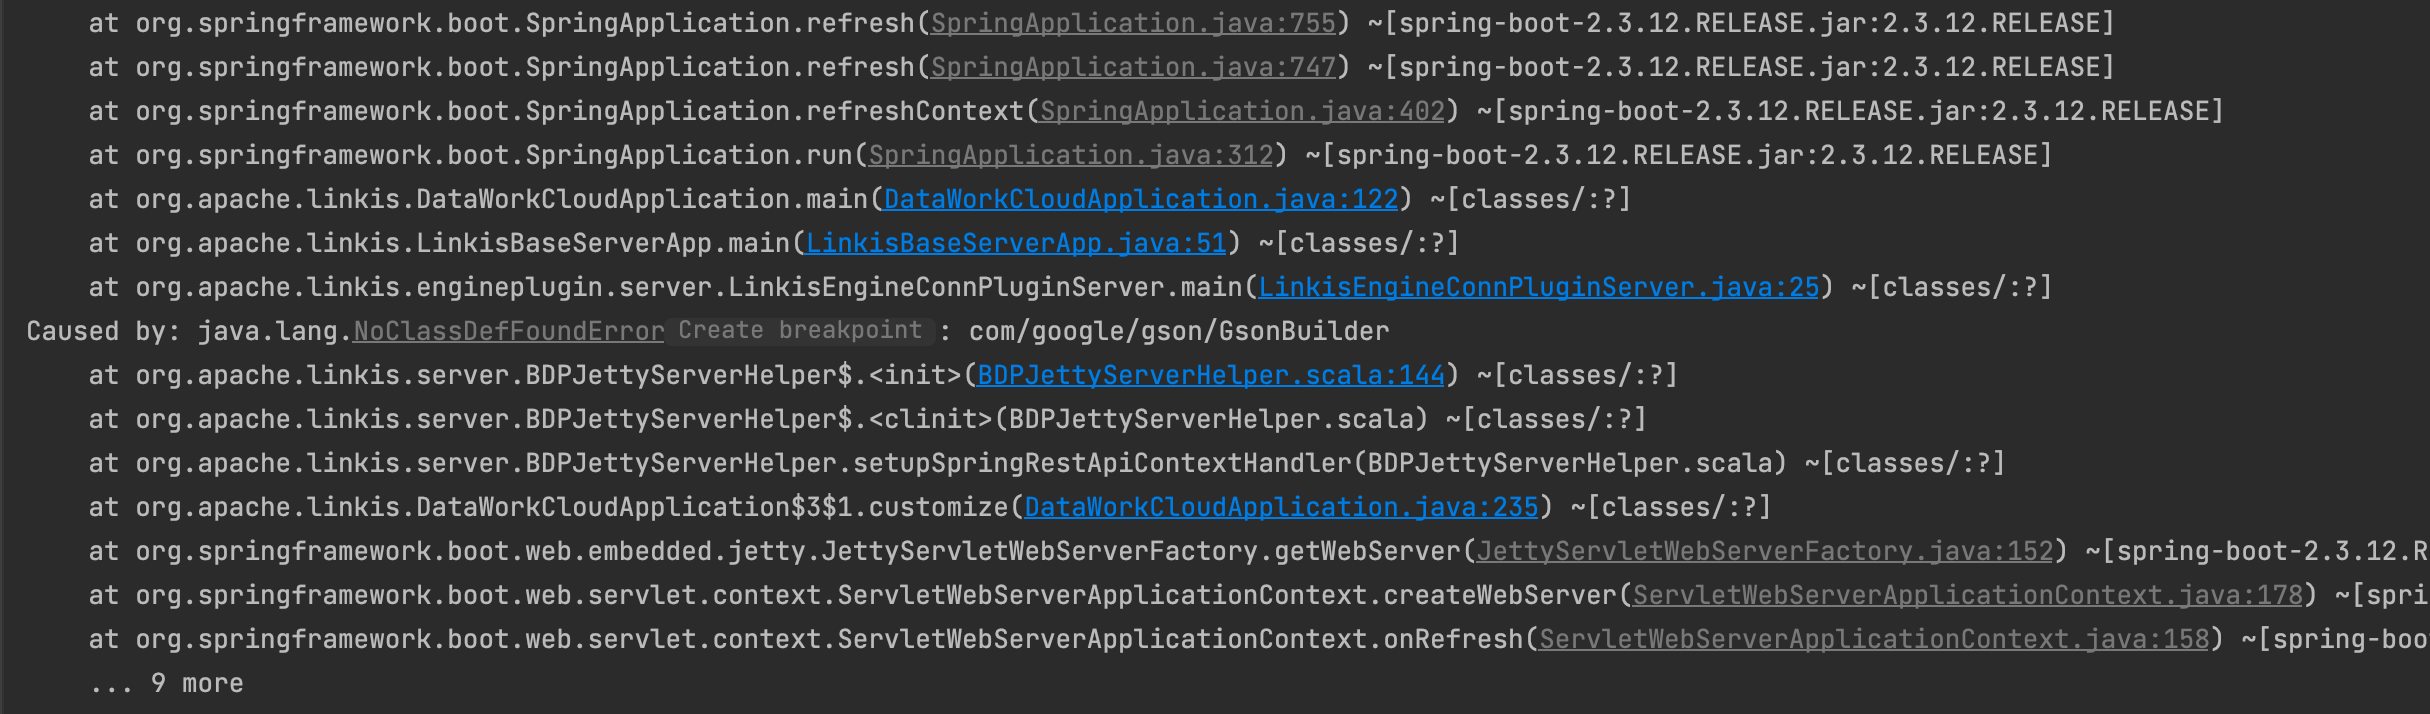 at org.springframework.boot.SpringApplication.refresh(SpringApplication.java:755) ~[spring-boot-2.3.12.RELEASE.jar:2.3.12.RELEASE]
at org.springframework.boot.SpringApplication.refresh(SpringApplication.java:747) ~[spring-boot-2.3.12.RELEASE.jar:2.3.12.RELEASE]
at org.springframework.boot.SpringApplication.refreshContext(SpringApplication.java:402) ~[spring-boot-2.3.12.RELEASE.jar:2.3.12.RELEASE]
at org.springframework.boot.SpringApplication.run(SpringApplication.java:312) ~[spring-boot-2.3.12.RELEASE.jar:2.3.12.RELEASE]
at org.apache.linkis.DataWorkCloudApplication.main(DataWorkCloudApplication.java:122) ~[classes/:?]
at org.apache.linkis.LinkisBaseServerApp.main(LinkisBaseServerApp.java:51) ~[classes/:?]
at org.apache.linkis.engineplugin.server.LinkisEngineConnPluginServer.main(LinkisEngineConnPluginServer.java:25) ~[classes/:?]
Caused by: java.lang.NoClassDefFoundError Create breakpoint : com/google/gson/GsonBuilder
at org.apache.linkis.server.BDPJettyServerHelper$.<init>(BDPJettyServerHelper.scala:144) ~[classes/:?]
at org.apache.linkis.server.BDPJettyServerHelper$.<clinit>(BDPJettyServerHelper.scala) ~[classes/:?]
at org.apache.linkis.server.BDPJettyServerHelper.setupSpringRestApiContextHandler(BDPJettyServerHelper.scala) ~[classes/:?]
at org.apache.linkis.DataWorkCloudApplication$3$1.customize(DataWorkCloudApplication.java:235) ~[classes/:?]
at org.springframework.boot.web.embedded.jetty.JettyServletWebServerFactory.getWebServer(JettyServletWebServerFactory.java:152) ~[spring-boot-2.3.12.R
at org.springframework.boot.web.servlet.context.ServletWebServerApplicationContext.createWebServer(ServletWebServerApplicationContext.java:178) ~[spri
at org.springframework.boot.web.servlet.context.ServletWebServerApplicationContext.onRefresh(ServletWebServerApplicationContext.java:158) ~[spring-boo
... 9 more